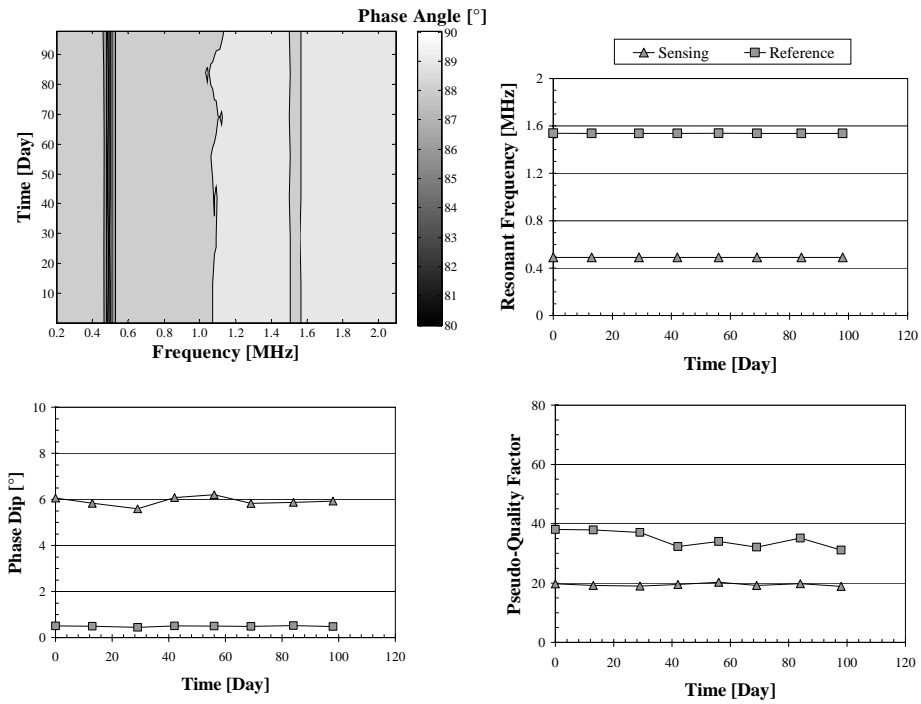 Phase Angle [°]
90
80
70
60
50
40
30
20
10
Time [Day]
0.2 0.4 0.6 0.8 1.0 1.2 1.4 1.6 1.8 2.0
Frequency [MHz]
90
89
88
87
86
85
84
83
82
81
80
Sensing Reference
2
1.6
1.2
0.8
0.4
0
Resonant Frequency [MHz]
0 20 40 60 80 100 120
Time [Day]
10
8
6
4
2
0
Phase Dip [°]
0 20 40 60 80 100 120
Time [Day]
80
60
40
20
0
Pseudo-Quality Factor
0 20 40 60 80 100 120
Time [Day]